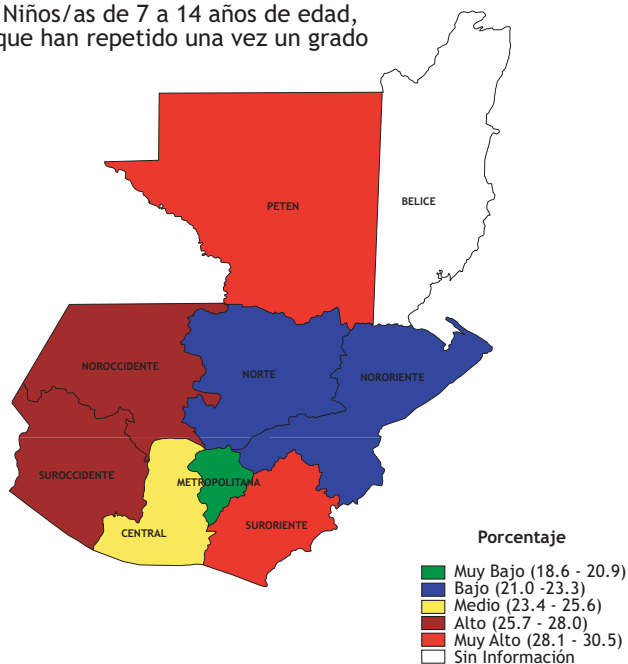 Niños/as de 7 a 14 años de edad,
que han repetido una vez un grado
PETEN
BELICE
NOROCCIDENTE
NORTE
NORORIENTE
SUROCCIDENTE
METROPOLITANA
CENTRAL
SURORIENTE
Porcentaje
Muy Bajo (18.6 - 20.9)
Bajo (21.0 -23.3)
Medio (23.4 - 25.6)
Alto (25.7 - 28.0)
Muy Alto (28.1 - 30.5)
Sin Información